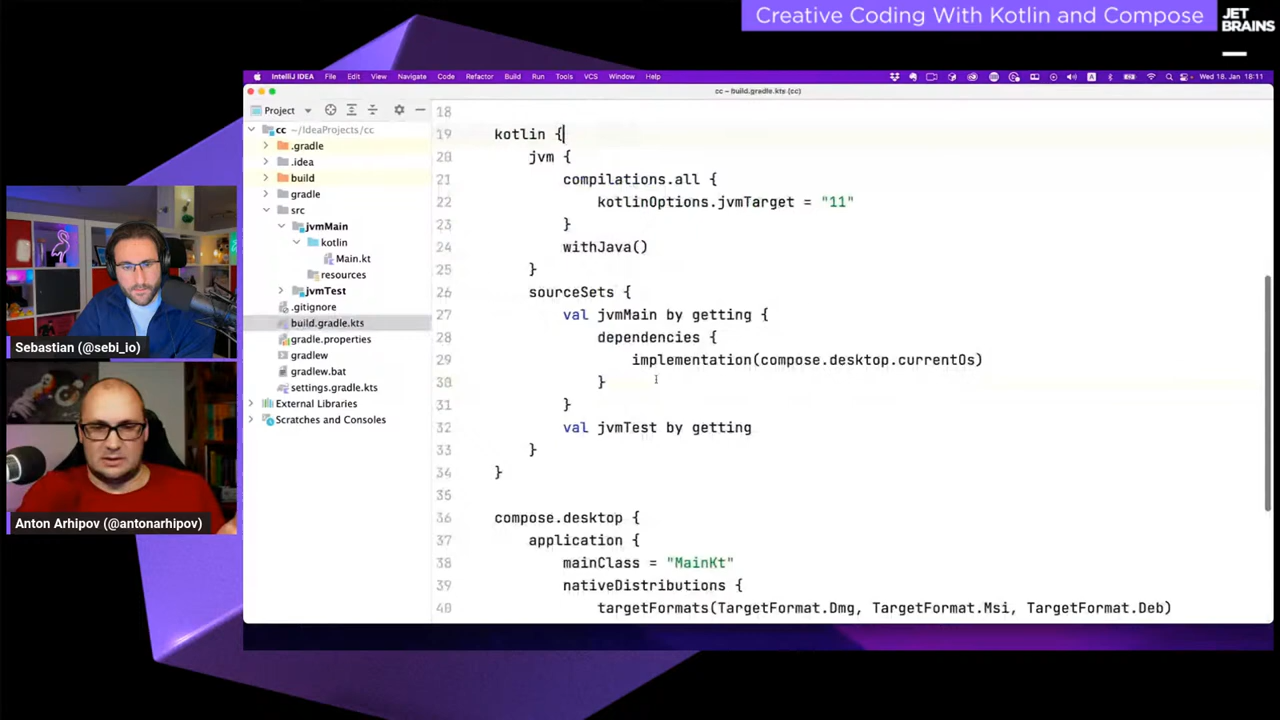 Creative Coding With Kotlin and Compose
JET
BRAINS
IntelliJ IDEA File Edit View Navigate Code Refactor Build Run Tools VCS Window Help
A
Wed 18. Jan 18:11
cc – build.gradle.kts (cc)
Project
cc ~/IdeaProjects/cc
.gradle
.idea
build
gradle
src
jvmMain
kotlin
Main.kt
resources
jvmTest
.gitignore
build.gradle.kts
gradle.properties
gradlew
gradlew.bat
settings.gradle.kts
External Libraries
Scratches and Consoles
18
19 kotlin {
20 jvm {
21 compilations.all {
22 kotlinOptions.jvmTarget = "11"
23 }
24 withJava()
25 }
26 sourceSets {
27 val jvmMain by getting {
28 dependencies {
29 implementation(compose.desktop.currentOs)
30 }
31 }
32 val jvmTest by getting
33 }
34 }
35
36 compose.desktop {
37 application {
38 mainClass = "MainKt"
39 nativeDistributions {
40 targetFormats(TargetFormat.Dmg, TargetFormat.Msi, TargetFormat.Deb)
Sebastian (@sebi_io)
Anton Arhipov (@antonarhipov)